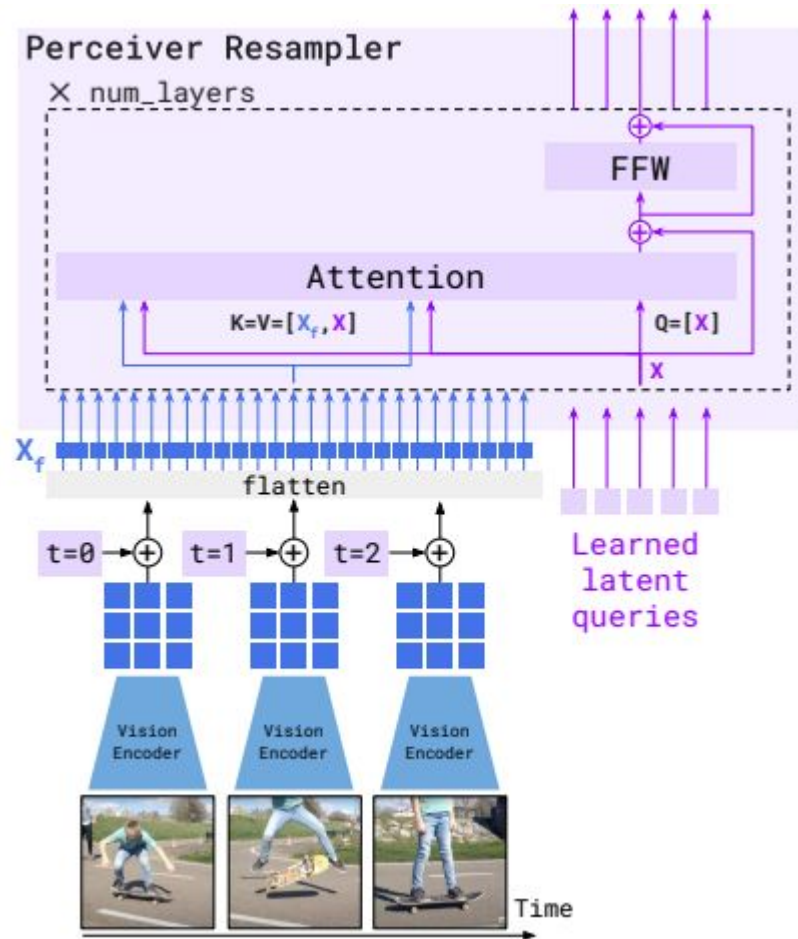 Perceiver Resampler
× num_layers
FFW
Attention
K=V=[Xf,X]
Q=[X]
X
Xf
flatten
t=0
t=1
t=2
Learned
latent
queries
Vision
Encoder
Vision
Encoder
Vision
Encoder
Time